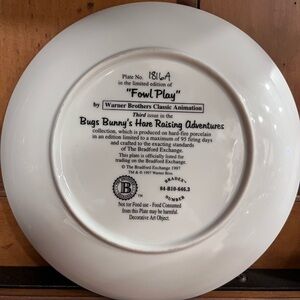 Plate No. 1816A
in the limited edition of
"Fowl Play"
by Warner Brothers Classic Animation
Third issue in the
Bugs Bunny's Hare Raising Adventures
collection, which is produced on hard-fire porcelain
in an edition limited to a maximum of 95 firing days
and crafted to the exacting standards
of The Bradford Exchange.
This plate is officially listed for
trading on the Bradford Exchange.
© The Bradford Exchange 1997
™ & © 1997 Warner Bros.
B
BRADEX
84-B10-646.3
NUMBER
Not for Food use - Food Consumed
from this Plate may be harmful.
Decorative Art Object.